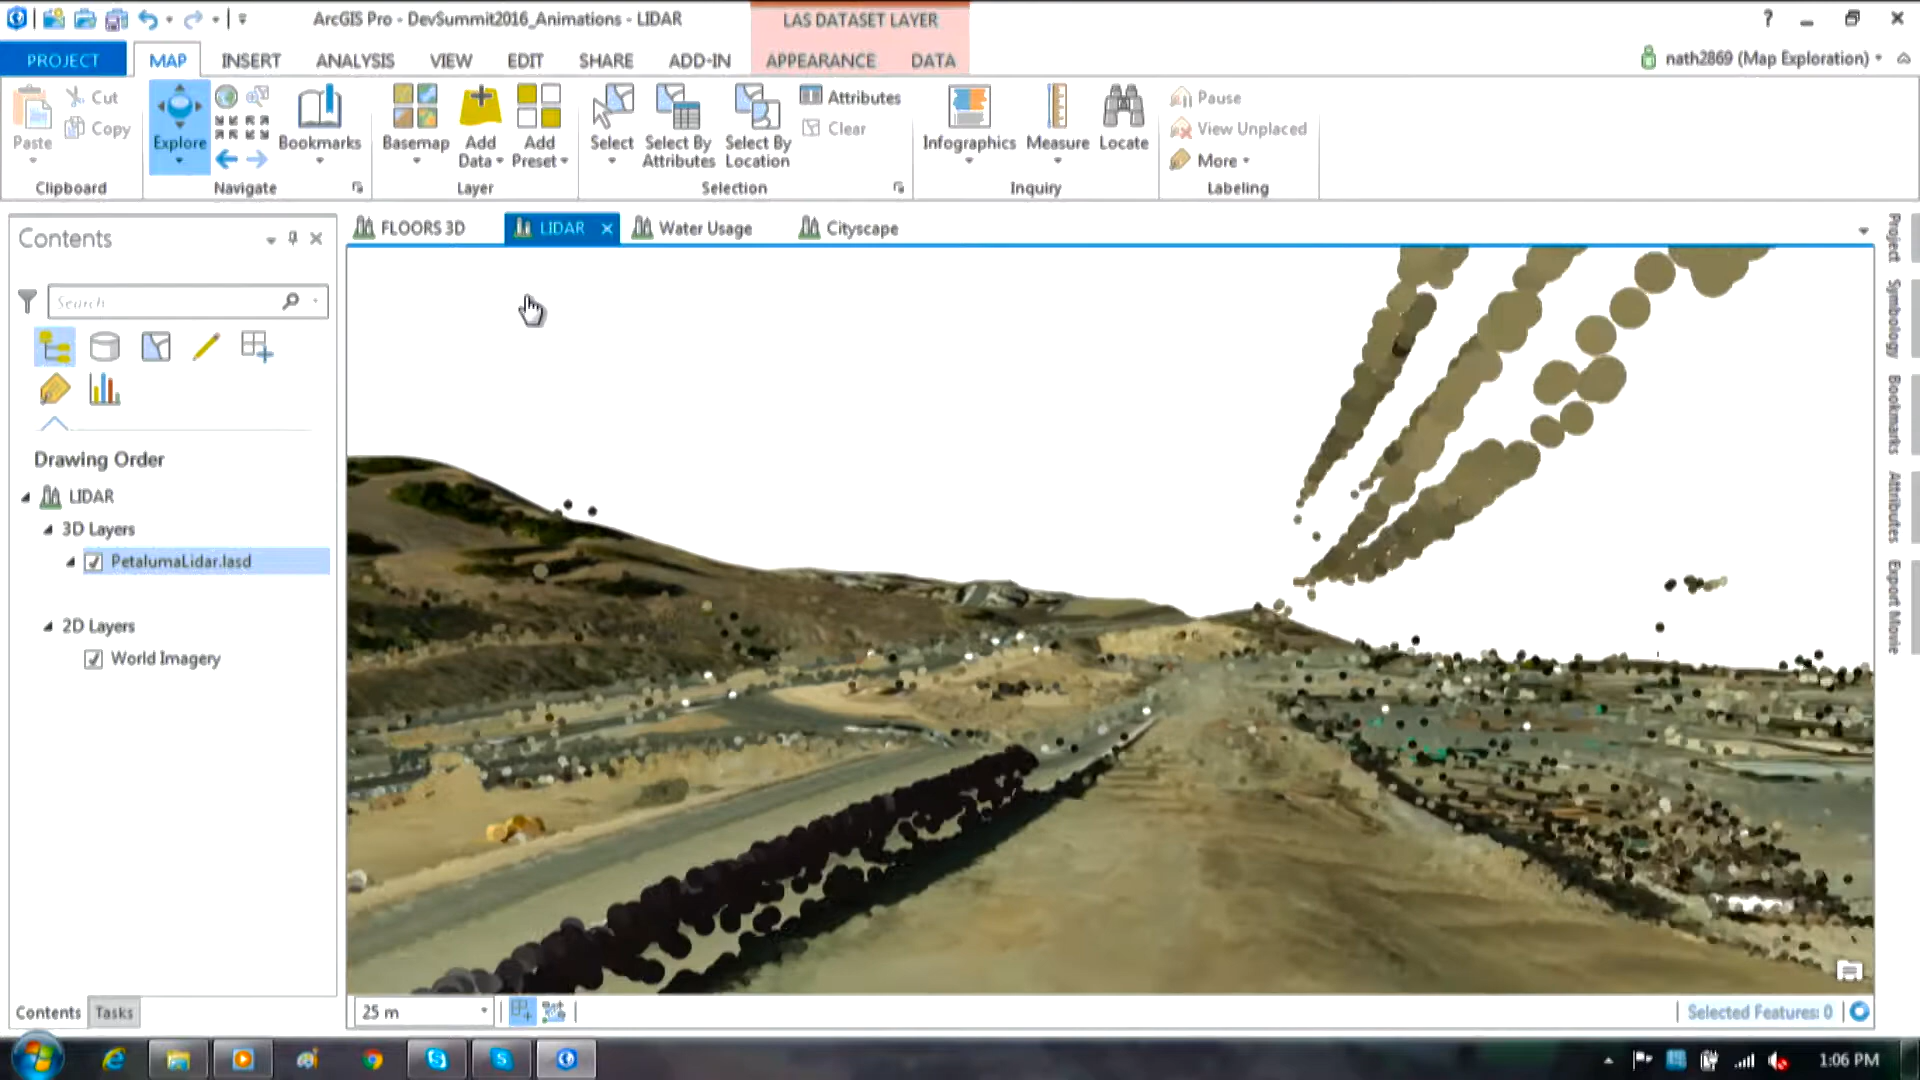 ArcGIS Pro - DevSummit2016_Animations - LIDAR
LAS DATASET LAYER
?
PROJECT
MAP
INSERT
ANALYSIS
VIEW
EDIT
SHARE
ADD-IN
APPEARANCE
DATA
nath2869 (Map Exploration)
Paste
Cut
Copy
Clipboard
Explore
Bookmarks
Navigate
Basemap
Add Data
Add Preset
Layer
Select
Select By Attributes
Select By Location
Attributes
Clear
Selection
Infographics
Measure
Locate
Inquiry
Pause
View Unplaced
More
Labeling
Contents
FLOORS 3D
LIDAR
Water Usage
Cityscape
Search
Drawing Order
LIDAR
3D Layers
PetalumaLidar.lasd
2D Layers
World Imagery
Project
Symbology
Bookmarks
Attributes
Export Movie
Contents
Tasks
25 m
Selected Features: 0
1:06 PM